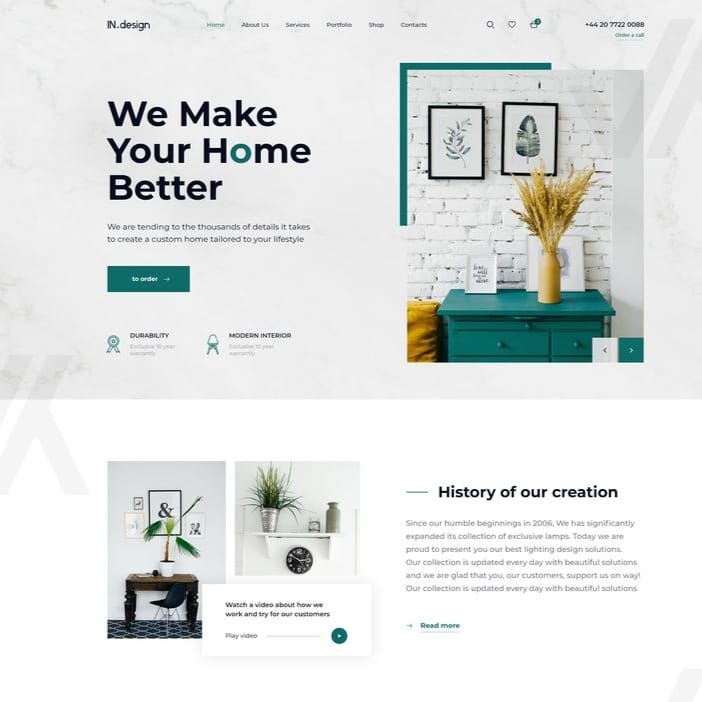 IN.design
Home About Us Services Portfolio Shop Contacts
+44 20 7722 0088
Order a call
We Make
Your Home
Better
We are tending to the thousands of details it takes
to create a custom home tailored to your lifestyle
to order
DURABILITY
Exclusive 10 year
warrantly
MODERN INTERIOR
Exclusive 10 year
warrantly
&
History of our creation
Since our humble beginnings in 2006, We has significantly
expanded its collection of exclusive lamps. Today we are
proud to present you our best lighting design solutions.
Our collection is updated every day with beautiful solutions
and we are glad that you, our customers, support us on way!
Our collection is updated every day with beautiful solutions
Read more
Watch a video about how we
work and try for our customers
Play video